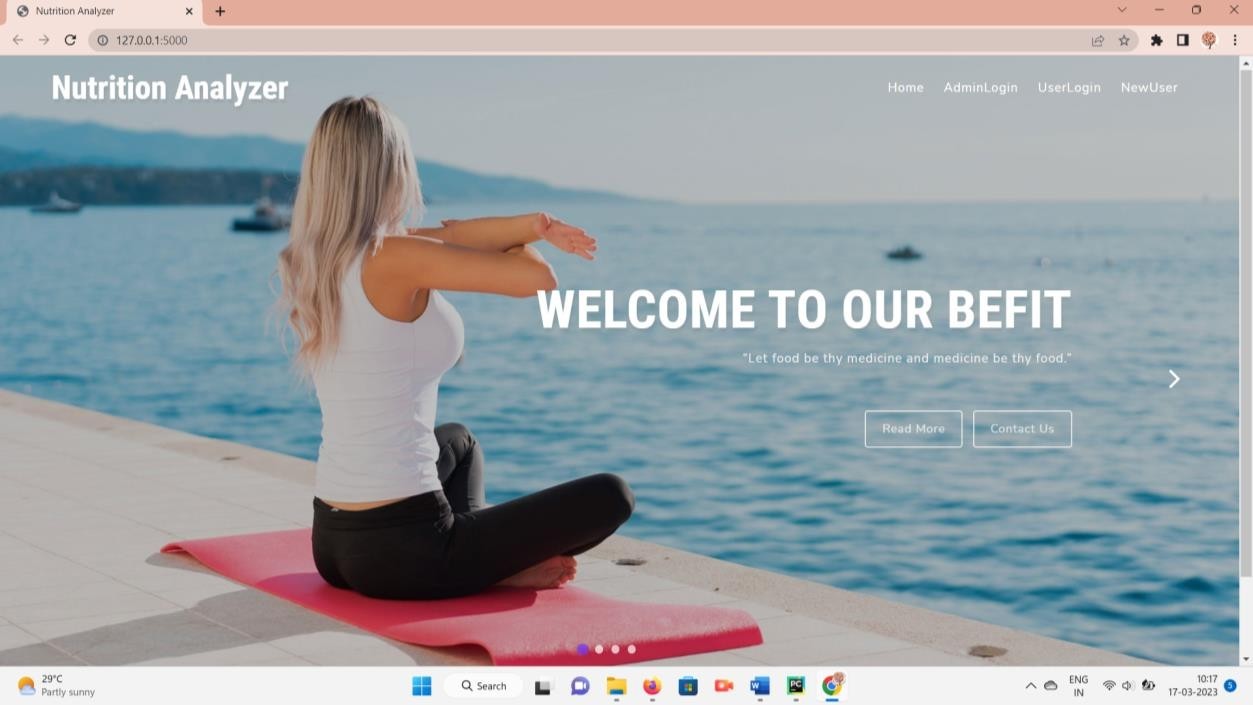 Nutrition Analyzer
127.0.0.1:5000
Nutrition Analyzer
Home AdminLogin UserLogin NewUser
WELCOME TO OUR BEFIT
"Let food be thy medicine and medicine be thy food."
Read More Contact Us
29°C
Partly sunny
Search
W
PC
ENG
IN
10:17
17-03-2023
5